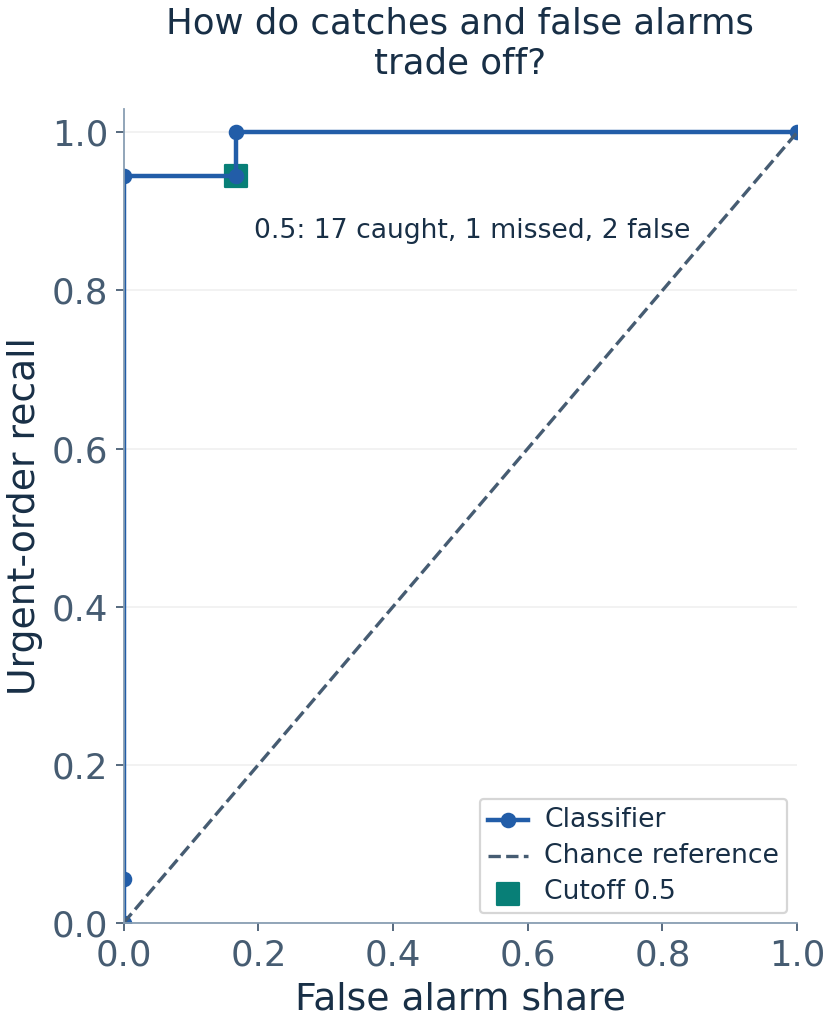 How do catches and false alarms
trade off?
1.0
0.8
0.6
0.4
0.2
0.0
Urgent-order recall
0.5: 17 caught, 1 missed, 2 false
Classifier
Chance reference
Cutoff 0.5
0.0 0.2 0.4 0.6 0.8 1.0
False alarm share